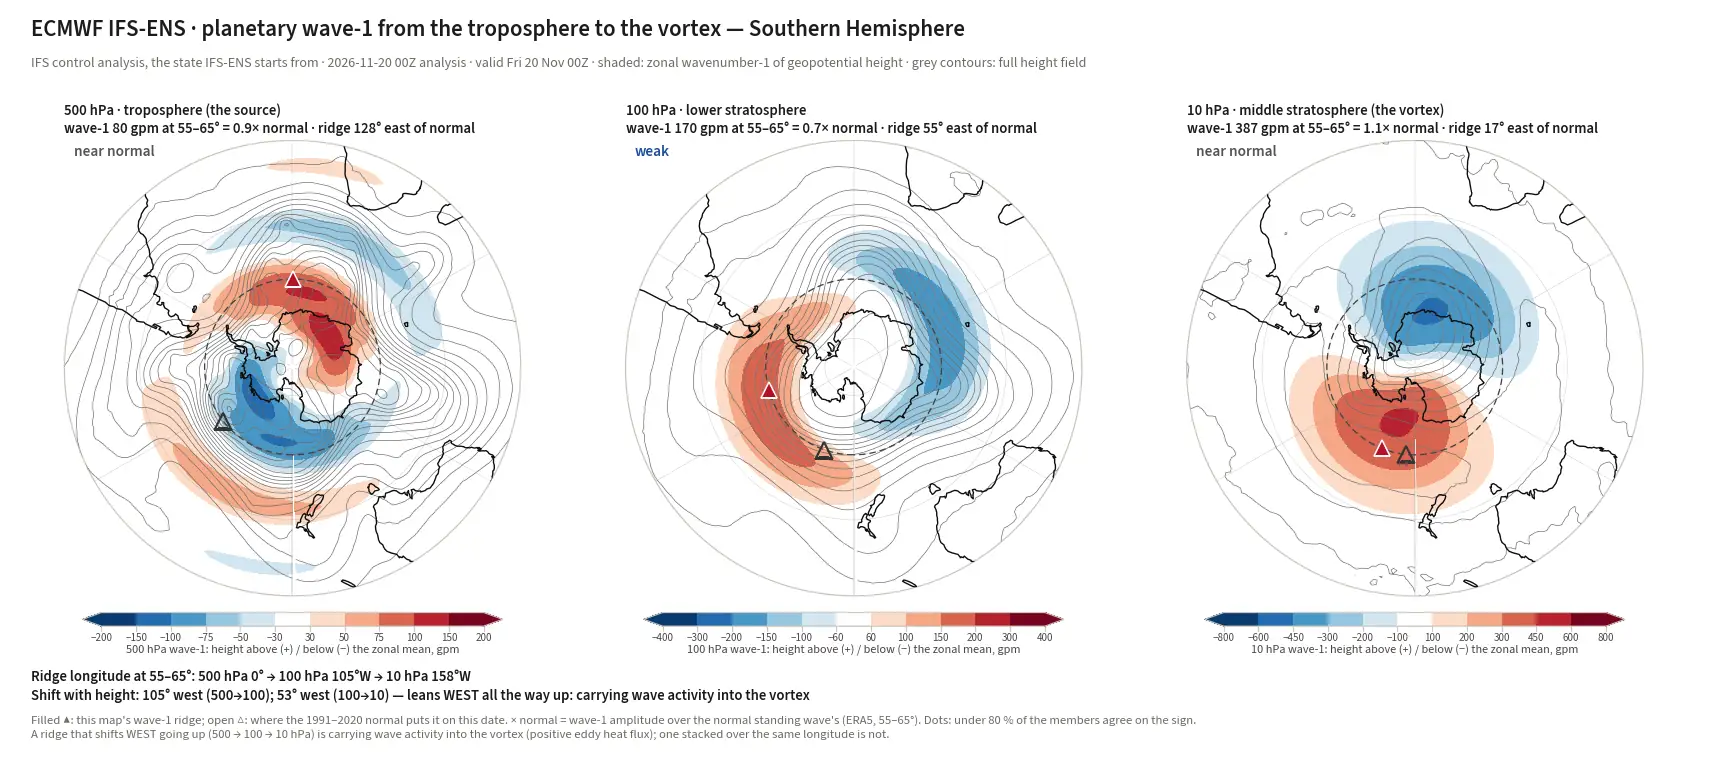 ECMWF IFS-ENS · planetary wave-1 from the troposphere to the vortex — Southern Hemisphere
IFS control analysis, the state IFS-ENS starts from · 2026-11-20 00Z analysis · valid Fri 20 Nov 00Z · shaded: zonal wavenumber-1 of geopotential height · grey contours: full height field
500 hPa · troposphere (the source)
wave-1 80 gpm at 55–65° = 0.9× normal · ridge 128° east of normal
near normal
100 hPa · lower stratosphere
wave-1 170 gpm at 55–65° = 0.7× normal · ridge 55° east of normal
weak
10 hPa · middle stratosphere (the vortex)
wave-1 387 gpm at 55–65° = 1.1× normal · ridge 17° east of normal
near normal
−200 −150 −100 −75 −50 −30 30 50 75 100 150 200
500 hPa wave-1: height above (+) / below (−) the zonal mean, gpm
−400 −300 −200 −150 −100 −60 60 100 150 200 300 400
100 hPa wave-1: height above (+) / below (−) the zonal mean, gpm
−800 −600 −450 −300 −200 −100 100 200 300 450 600 800
10 hPa wave-1: height above (+) / below (−) the zonal mean, gpm
Ridge longitude at 55–65°: 500 hPa 0° → 100 hPa 105°W → 10 hPa 158°W
Shift with height: 105° west (500→100); 53° west (100→10) — leans WEST all the way up: carrying wave activity into the vortex
Filled ▲: this map's wave-1 ridge; open △: where the 1991–2020 normal puts it on this date. × normal = wave-1 amplitude over the normal standing wave's (ERA5, 55–65°). Dots: under 80 % of the members agree on the sign.
A ridge that shifts WEST going up (500 → 100 → 10 hPa) is carrying wave activity into the vortex (positive eddy heat flux); one stacked over the same longitude is not.